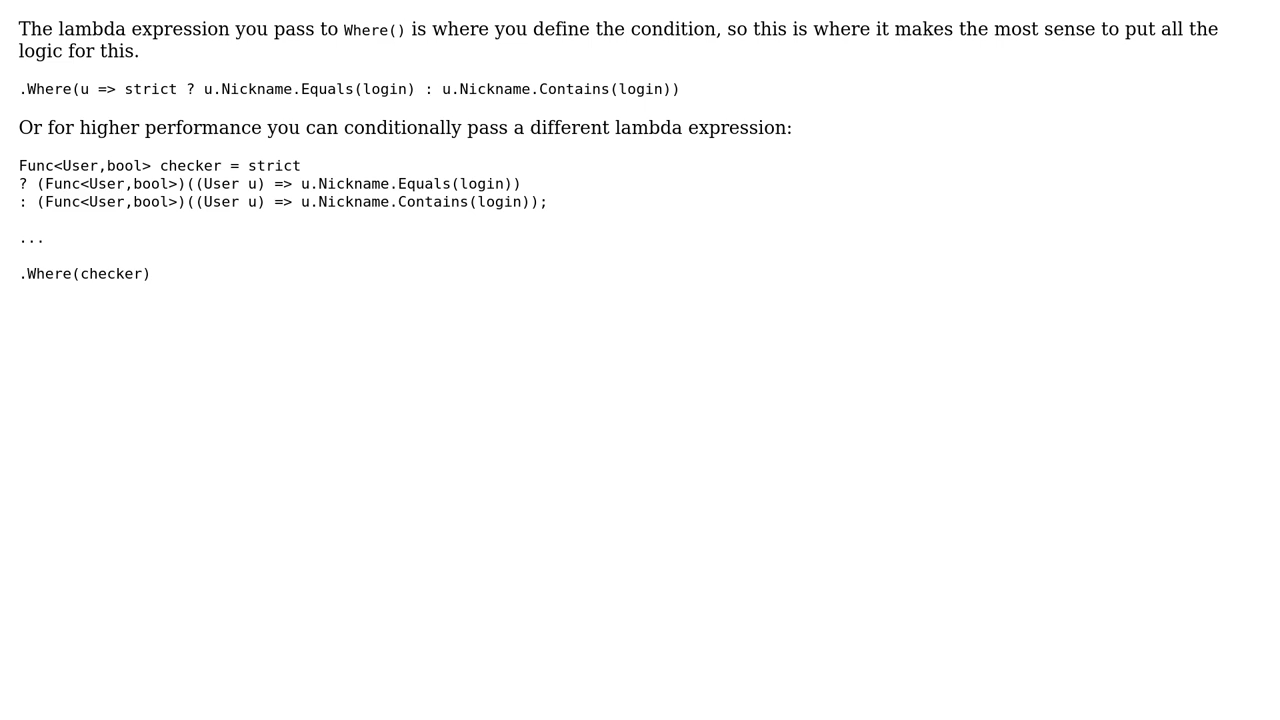 The lambda expression you pass to Where() is where you define the condition, so this is where it makes the most sense to put all the
logic for this.
.Where(u => strict ? u.Nickname.Equals(login) : u.Nickname.Contains(login))
Or for higher performance you can conditionally pass a different lambda expression:
Func<User,bool> checker = strict
? (Func<User,bool>)((User u) => u.Nickname.Equals(login))
: (Func<User,bool>)((User u) => u.Nickname.Contains(login));
...
.Where(checker)